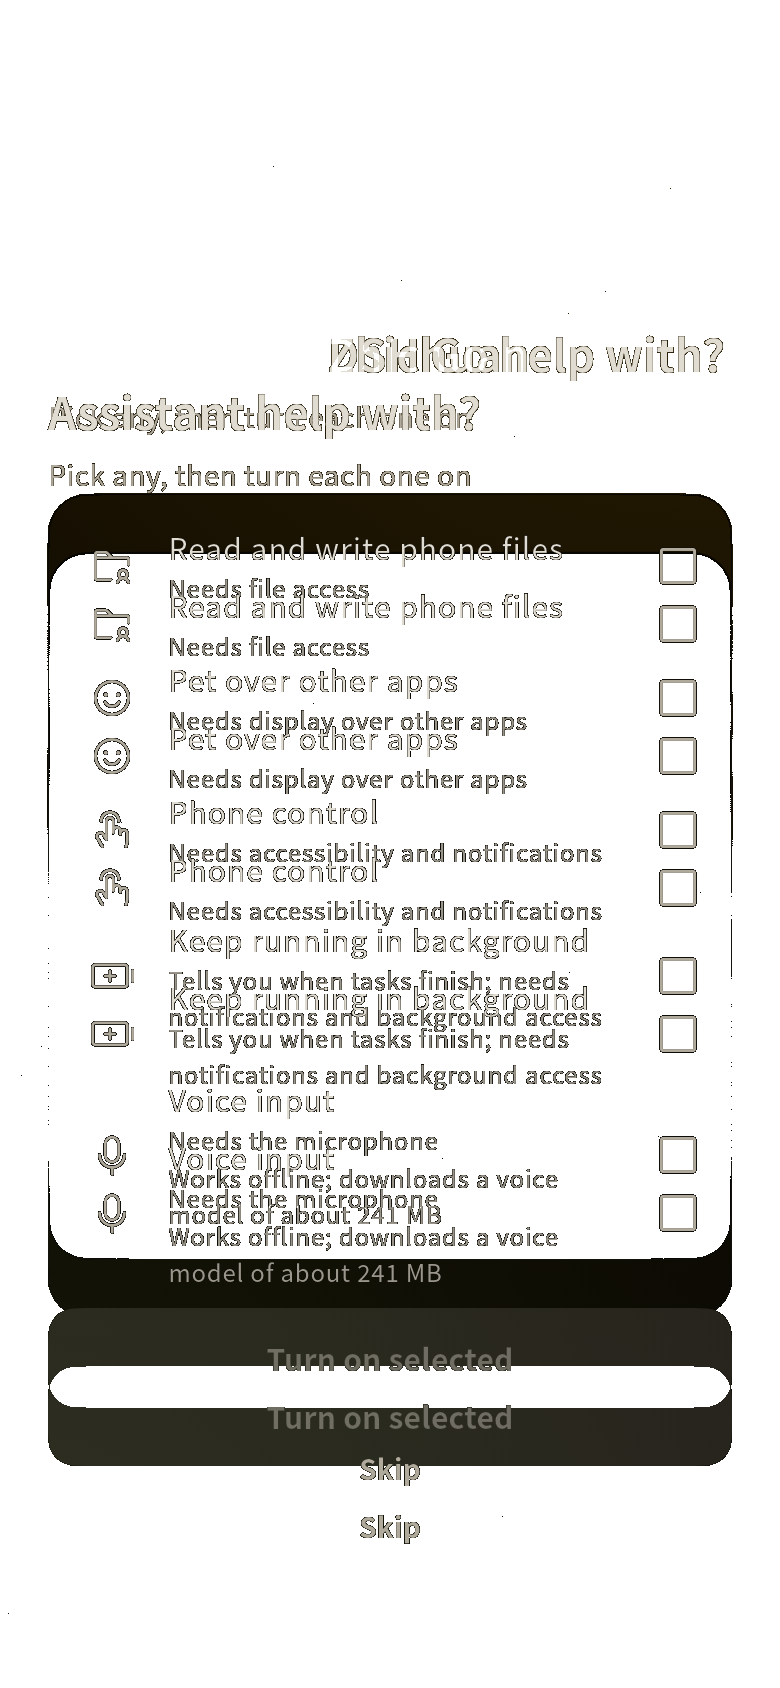 help with?
Assistant help with?
Pick any, then turn each one on
Read and write phone files
Needs file access
Read and write phone files
Needs file access
Pet over other apps
Needs display over other apps
Pet over other apps
Needs display over other apps
Phone control
Needs accessibility and notifications
Phone control
Needs accessibility and notifications
Keep running in background
Tells you when tasks finish; needs
Keep running in background
notifications and background access
Tells you when tasks finish; needs
notifications and background access
Voice input
Needs the microphone
Voice input
Works offline; downloads a voice
Needs the microphone
model of about 241 MB
Works offline; downloads a voice
model of about 241 MB
Turn on selected
Turn on selected
Skip
Skip